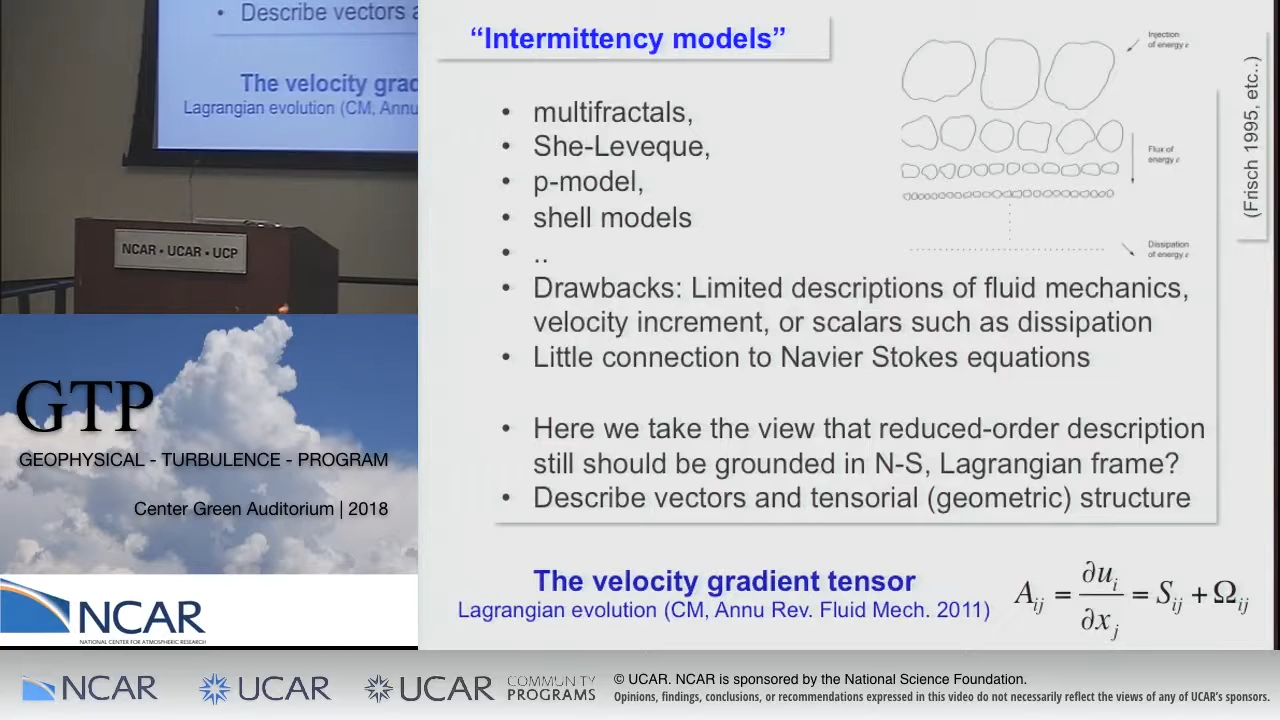 • Describe vectors a
The velocity grad
Lagrangian evolution (CM, Annu
NCAR • UCAR • UCP
GTP
GEOPHYSICAL - TURBULENCE - PROGRAM
Center Green Auditorium | 2018
NCAR
NATIONAL CENTER FOR ATMOSPHERIC RESEARCH
“Intermittency models”
• multifractals,
• She-Leveque,
• p-model,
• shell models
• ..
• Drawbacks: Limited descriptions of fluid mechanics,
velocity increment, or scalars such as dissipation
• Little connection to Navier Stokes equations
• Here we take the view that reduced-order description
still should be grounded in N-S, Lagrangian frame?
• Describe vectors and tensorial (geometric) structure
Injection
of energy ε
Flux of
energy ε
Dissipation
of energy ε
(Frisch 1995, etc..)
The velocity gradient tensor
Lagrangian evolution (CM, Annu Rev. Fluid Mech. 2011)
A_ij = ∂u_i / ∂x_j = S_ij + Ω_ij
NCAR
UCAR
UCAR
COMMUNITY
PROGRAMS
© UCAR. NCAR is sponsored by the National Science Foundation.
Opinions, findings, conclusions, or recommendations expressed in this video do not necessarily reflect the views of any of UCAR's sponsors.